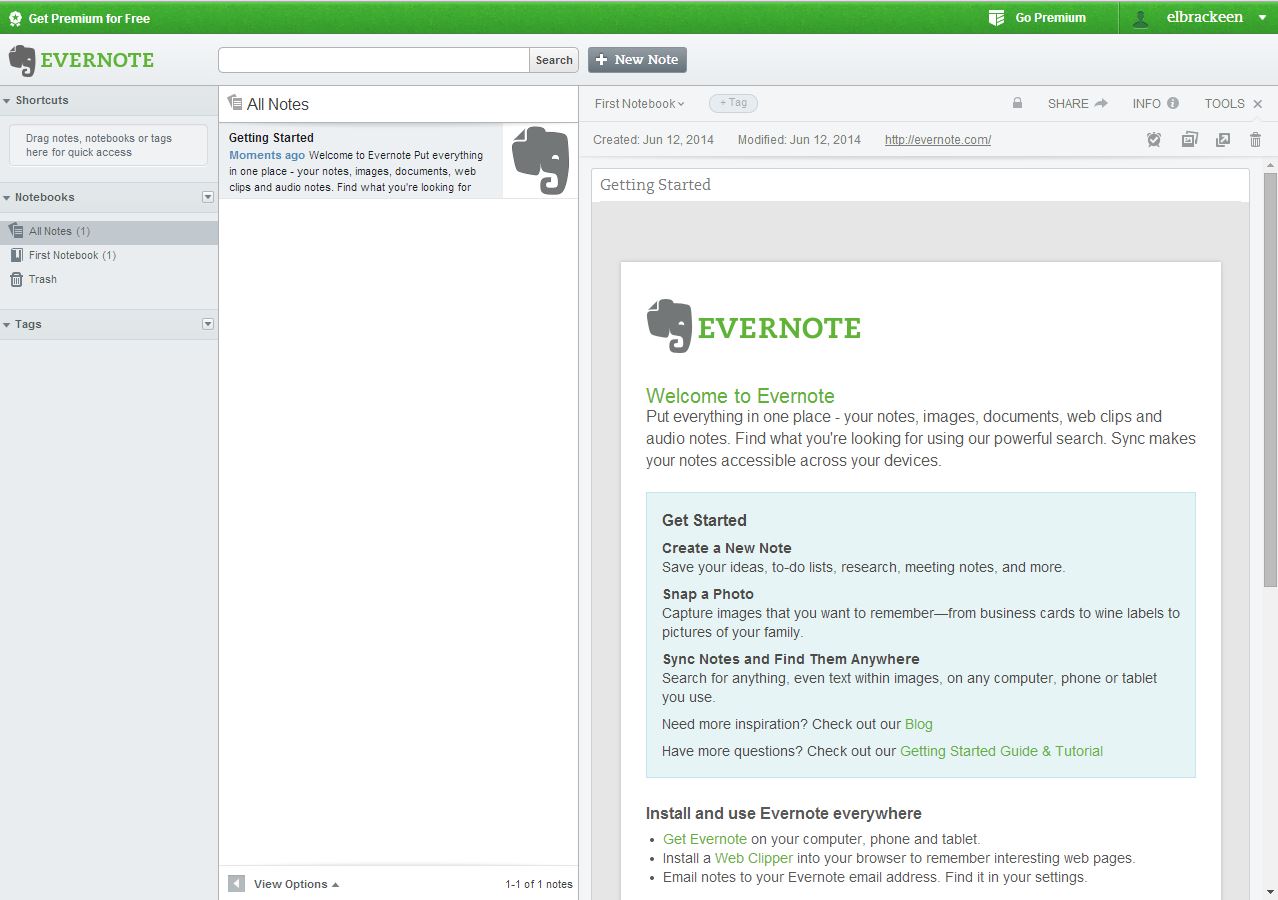 Get Premium for Free
Go Premium
elbrackeen
EVERNOTE
Search
+ New Note
Shortcuts
Drag notes, notebooks or tags
here for quick access
Notebooks
All Notes (1)
First Notebook (1)
Trash
Tags
All Notes
Getting Started
Moments ago Welcome to Evernote Put everything
in one place - your notes, images, documents, web
clips and audio notes. Find what you're looking for
View Options
1-1 of 1 notes
First Notebook
+ Tag
SHARE
INFO
TOOLS
Created: Jun 12, 2014
Modified: Jun 12, 2014
http://evernote.com/
Getting Started
EVERNOTE
Welcome to Evernote
Put everything in one place - your notes, images, documents, web clips and
audio notes. Find what you're looking for using our powerful search. Sync makes
your notes accessible across your devices.
Get Started
Create a New Note
Save your ideas, to-do lists, research, meeting notes, and more.
Snap a Photo
Capture images that you want to remember—from business cards to wine labels to
pictures of your family.
Sync Notes and Find Them Anywhere
Search for anything, even text within images, on any computer, phone or tablet
you use.
Need more inspiration? Check out our Blog
Have more questions? Check out our Getting Started Guide & Tutorial
Install and use Evernote everywhere
• Get Evernote on your computer, phone and tablet.
• Install a Web Clipper into your browser to remember interesting web pages.
• Email notes to your Evernote email address. Find it in your settings.